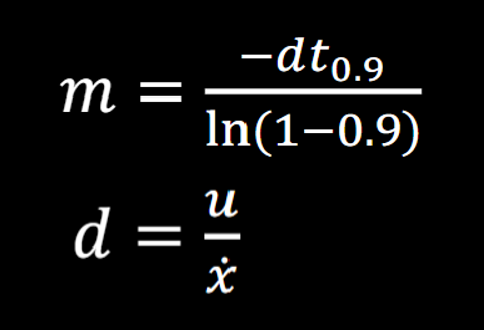 m = −dt₀.₉ / ln(1−0.9)
d = u / ẋ